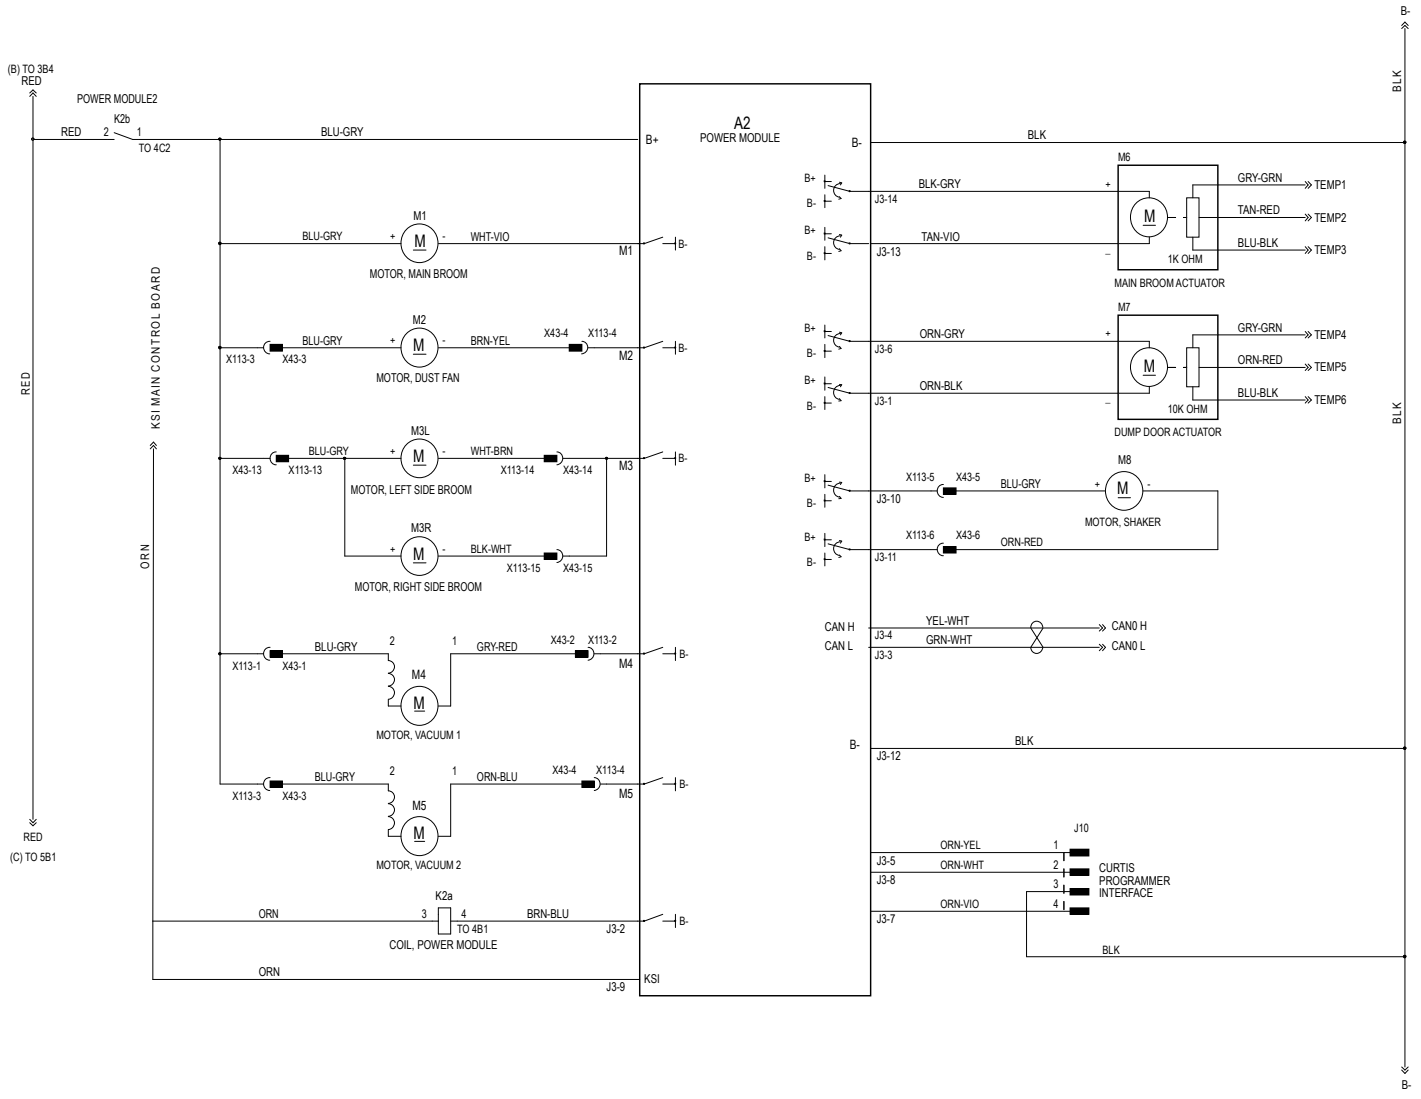 B-
(B) TO 3B4
RED
BLK
POWER MODULE2
K2b
RED
2
1
TO 4C2
BLU-GRY
B+
A2
POWER MODULE
B-
BLK
M6
B+
B-
BLK-GRY
J3-14
+
M
GRY-GRN
TEMP1
TAN-RED
TEMP2
B+
B-
TAN-VIO
J3-13
_
1K OHM
BLU-BLK
TEMP3
MAIN BROOM ACTUATOR
M1
BLU-GRY
+
M
-
WHT-VIO
M1
B-
MOTOR, MAIN BROOM
KSI MAIN CONTROL BOARD
M7
B+
B-
ORN-GRY
J3-6
+
M
GRY-GRN
TEMP4
ORN-RED
TEMP5
B+
B-
ORN-BLK
J3-1
_
10K OHM
BLU-BLK
TEMP6
DUMP DOOR ACTUATOR
M2
X113-3
X43-3
BLU-GRY
+
M
-
BRN-YEL
X43-4
X113-4
M2
B-
MOTOR, DUST FAN
RED
BLK
M3L
X43-13
X113-13
BLU-GRY
+
M
-
WHT-BRN
X113-14
X43-14
M3
B-
MOTOR, LEFT SIDE BROOM
M8
B+
B-
J3-10
X113-5
X43-5
BLU-GRY
+
M
-
MOTOR, SHAKER
M3R
+
M
-
BLK-WHT
X113-15
X43-15
MOTOR, RIGHT SIDE BROOM
B+
B-
J3-11
X113-6
X43-6
ORN-RED
ORN
CAN H
J3-4
YEL-WHT
CAN0 H
CAN L
J3-3
GRN-WHT
CAN0 L
X113-1
X43-1
BLU-GRY
2
1
GRY-RED
X43-2
X113-2
M4
B-
M4
M
MOTOR, VACUUM 1
B-
J3-12
BLK
X113-3
X43-3
BLU-GRY
2
1
ORN-BLU
X43-4
X113-4
M5
B-
M5
M
MOTOR, VACUUM 2
RED
(C) TO 5B1
J10
J3-5
ORN-YEL
1
J3-8
ORN-WHT
2
3
J3-7
ORN-VIO
4
CURTIS
PROGRAMMER
INTERFACE
BLK
K2a
ORN
3
4
TO 4B1
BRN-BLU
J3-2
B-
COIL, POWER MODULE
ORN
J3-9
KSI
B-